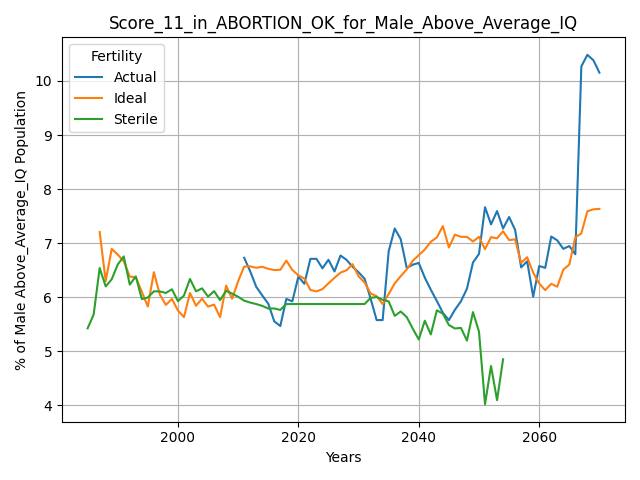 Score_11_in_ABORTION_OK_for_Male_Above_Average_IQ
Fertility
Actual
Ideal
Sterile
% of Male Above_Average_IQ Population
10
9
8
7
6
5
4
2000 2020 2040 2060
Years